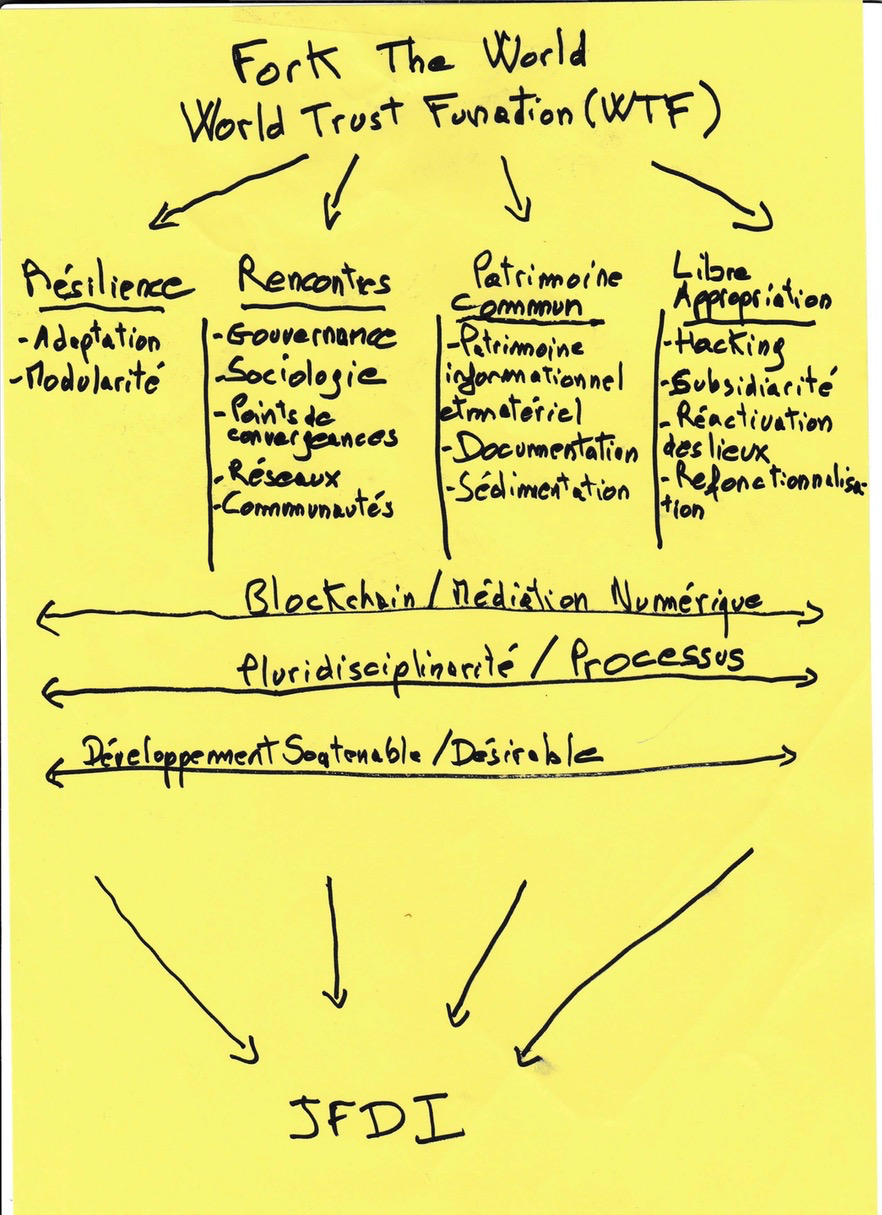 Fork The World
World Trust Funation (WTF)
Résilience
- Adaptation
- Modularité
Rencontres
- Gouvernance
- Sociologie
- Points de
convergeances
- Réseaux
- Communautés
Patrimoine
Commun
- Patrimoine
informationnel
et matériel
- Documentation
- Sédimentation
Libre
Appropriation
- Hacking
- Subsidiarité
- Réactivation
des lieux
- Refonctionnalisa-
tion
Blockchain / Médiation Numérique
Pluridisciplinarité / Processus
Développement Soutenable / Désirable
JFDI